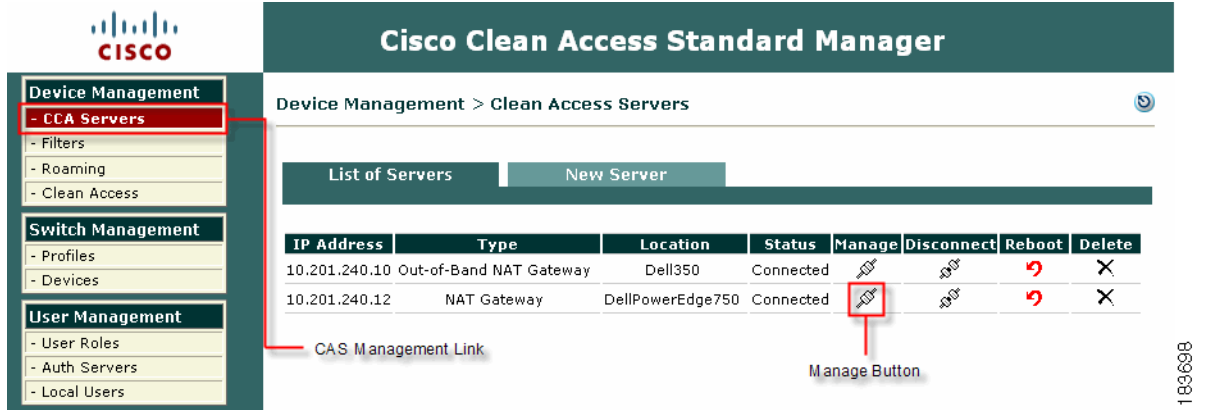 CISCO
Cisco Clean Access Standard Manager
Device Management
- CCA Servers
- Filters
- Roaming
- Clean Access
Switch Management
- Profiles
- Devices
User Management
- User Roles
- Auth Servers
- Local Users
Device Management > Clean Access Servers
List of Servers New Server
IP Address Type Location Status Manage Disconnect Reboot Delete
10.201.240.10 Out-of-Band NAT Gateway Dell350 Connected
10.201.240.12 NAT Gateway DellPowerEdge750 Connected
CAS Management Link
Manage Button
183698